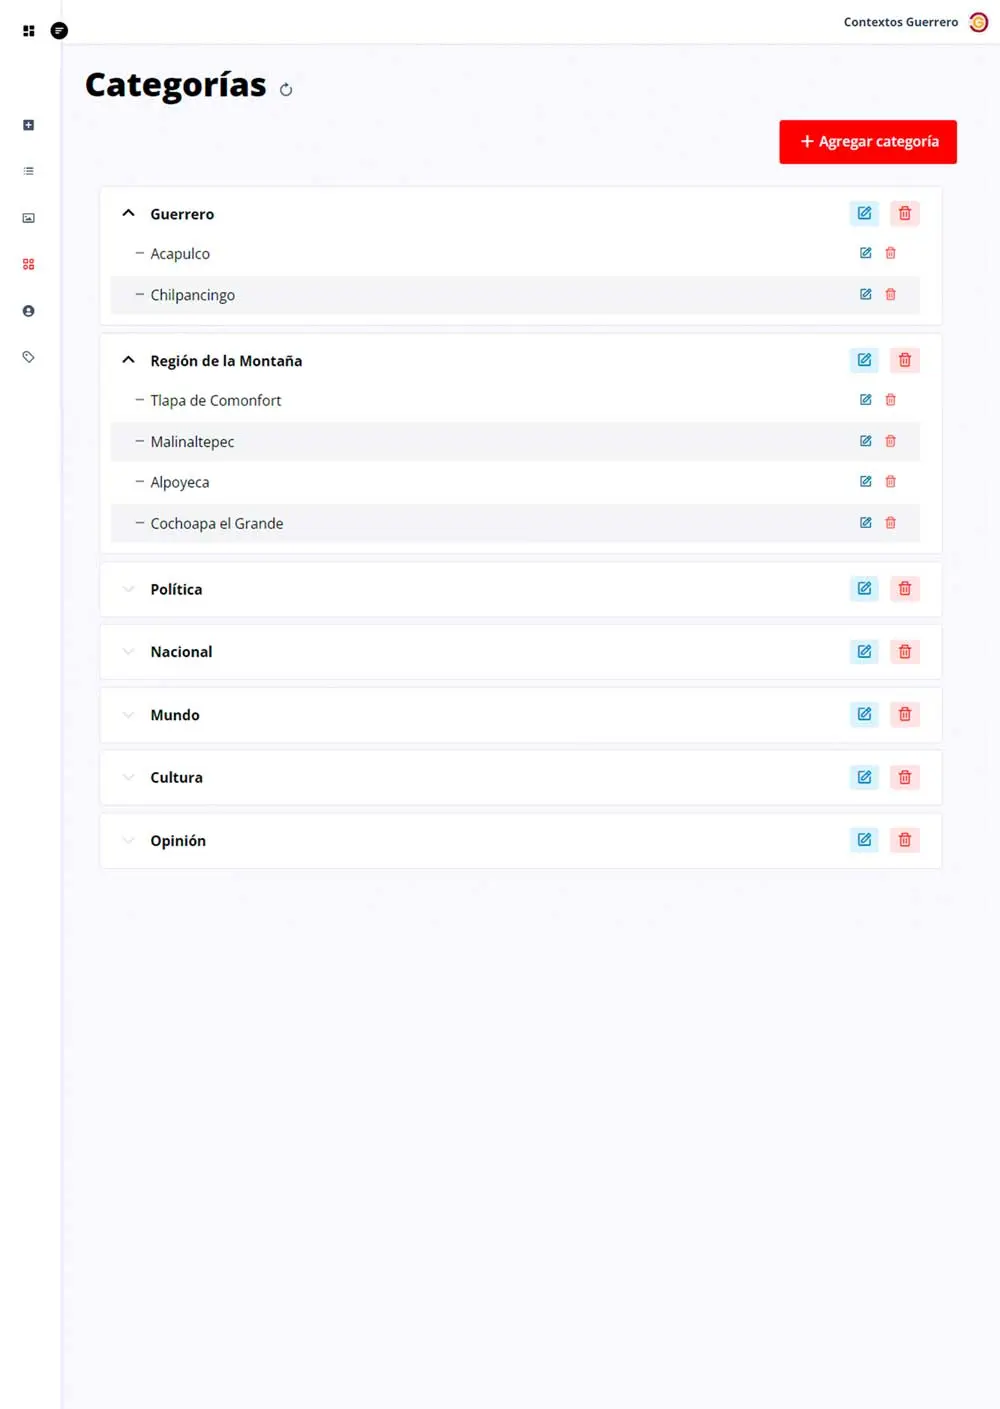 Contextos Guerrero
Categorías
+ Agregar categoría
Guerrero
– Acapulco
– Chilpancingo
Región de la Montaña
– Tlapa de Comonfort
– Malinaltepec
– Alpoyeca
– Cochoapa el Grande
Política
Nacional
Mundo
Cultura
Opinión